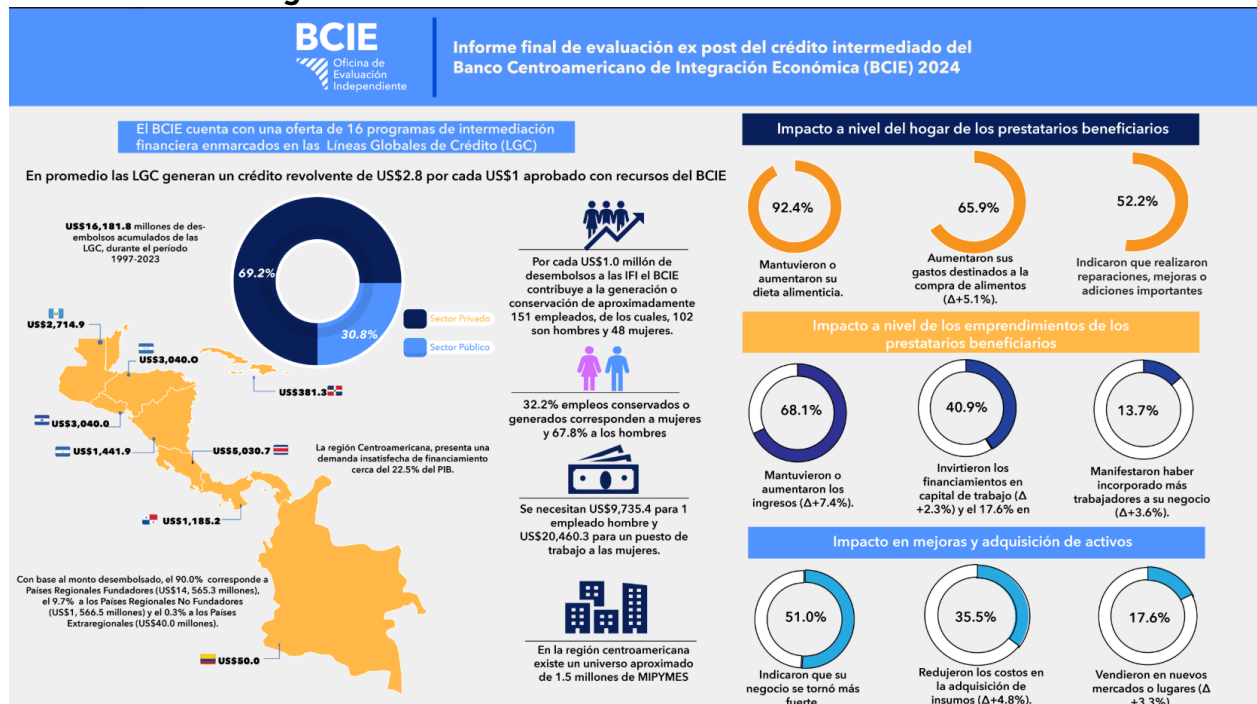 BCIE
Oficina de
Evaluación
Independiente
Informe final de evaluación ex post del crédito intermediado del
Banco Centroamericano de Integración Económica (BCIE) 2024
El BCIE cuenta con una oferta de 16 programas de intermediación
financiera enmarcados en las Líneas Globales de Crédito (LGC)
En promedio las LGC generan un crédito revolvente de US$2.8 por cada US$1 aprobado con recursos del BCIE
US$16,181.8 millones de des-
embolsos acumulados de las
LGC, durante el período
1997-2023
69.2%
30.8%
Sector Privado
Sector Público
US$2,714.9
US$3,040.0
US$381.3
US$3,040.0
US$1,441.9
US$5,030.7
US$1,185.2
La región Centroamericana, presenta una
demanda insatisfecha de financiamiento
cerca del 22.5% del PIB.
Con base al monto desembolsado, el 90.0% corresponde a
Países Regionales Fundadores (US$14, 565.3 millones),
el 9.7% a los Países Regionales No Fundadores
(US$1, 566.5 millones) y el 0.3% a los Países
Extraregionales (US$40.0 millones).
US$50.0
Por cada US$1.0 millón de
desembolsos a las IFI el BCIE
contribuye a la generación o
conservación de aproximadamente
151 empleados, de los cuales, 102
son hombres y 48 mujeres.
32.2% empleos conservados o
generados corresponden a mujeres
y 67.8% a los hombres
Se necesitan US$9,735.4 para 1
empleado hombre y
US$20,460.3 para un puesto de
trabajo a las mujeres.
En la región centroamericana
existe un universo aproximado
de 1.5 millones de MIPYMES
Impacto a nivel del hogar de los prestatarios beneficiarios
92.4%
Mantuvieron o
aumentaron su
dieta alimenticia.
65.9%
Aumentaron sus
gastos destinados a la
compra de alimentos
(Δ+5.1%).
52.2%
Indicaron que realizaron
reparaciones, mejoras o
adiciones importantes
Impacto a nivel de los emprendimientos de los
prestatarios beneficiarios
68.1%
Mantuvieron o
aumentaron los
ingresos (Δ+7.4%).
40.9%
Invirtieron los
financiamientos en
capital de trabajo (Δ
+2.3%) y el 17.6% en
13.7%
Manifestaron haber
incorporado más
trabajadores a su negocio
(Δ+3.6%).
Impacto en mejoras y adquisición de activos
51.0%
Indicaron que su
negocio se tornó más
fuerte
35.5%
Redujeron los costos en
la adquisición de
insumos (Δ+4.8%).
17.6%
Vendieron en nuevos
mercados o lugares (Δ
+3.3%)